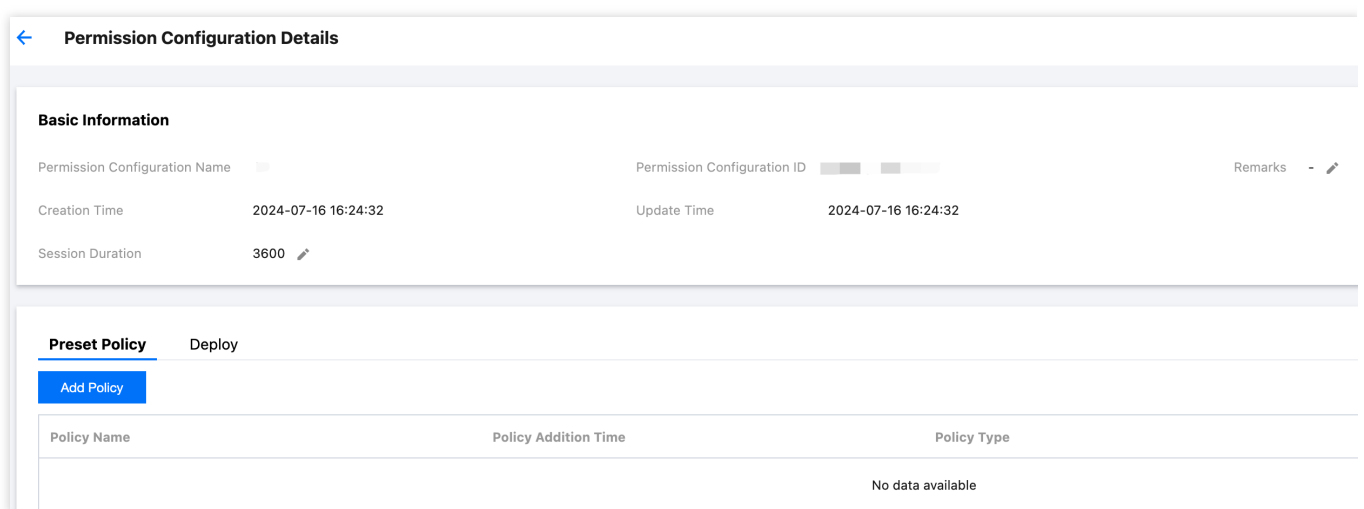 Permission Configuration Details
Basic Information
Permission Configuration Name Permission Configuration ID Remarks -
Creation Time 2024-07-16 16:24:32 Update Time 2024-07-16 16:24:32
Session Duration 3600
Preset Policy Deploy
Add Policy
Policy Name Policy Addition Time Policy Type
No data available